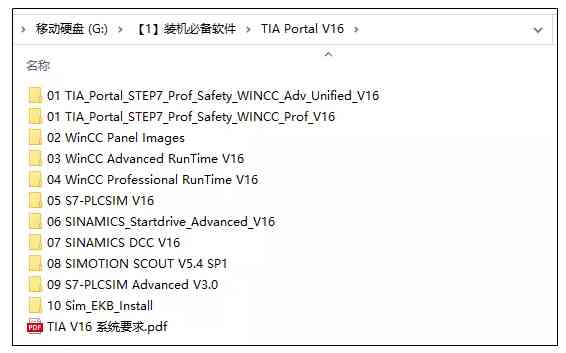 移动硬盘 (G:) > 【1】装机必备软件 > TIA Portal V16 >
名称
01 TIA_Portal_STEP7_Prof_Safety_WINCC_Adv_Unified_V16
01 TIA_Portal_STEP7_Prof_Safety_WINCC_Prof_V16
02 WinCC Panel Images
03 WinCC Advanced RunTime V16
04 WinCC Professional RunTime V16
05 S7-PLCSIM V16
06 SINAMICS_Startdrive_Advanced_V16
07 SINAMICS DCC V16
08 SIMOTION SCOUT V5.4 SP1
09 S7-PLCSIM Advanced V3.0
10 Sim_EKB_Install
PDF TIA V16 系统要求.pdf